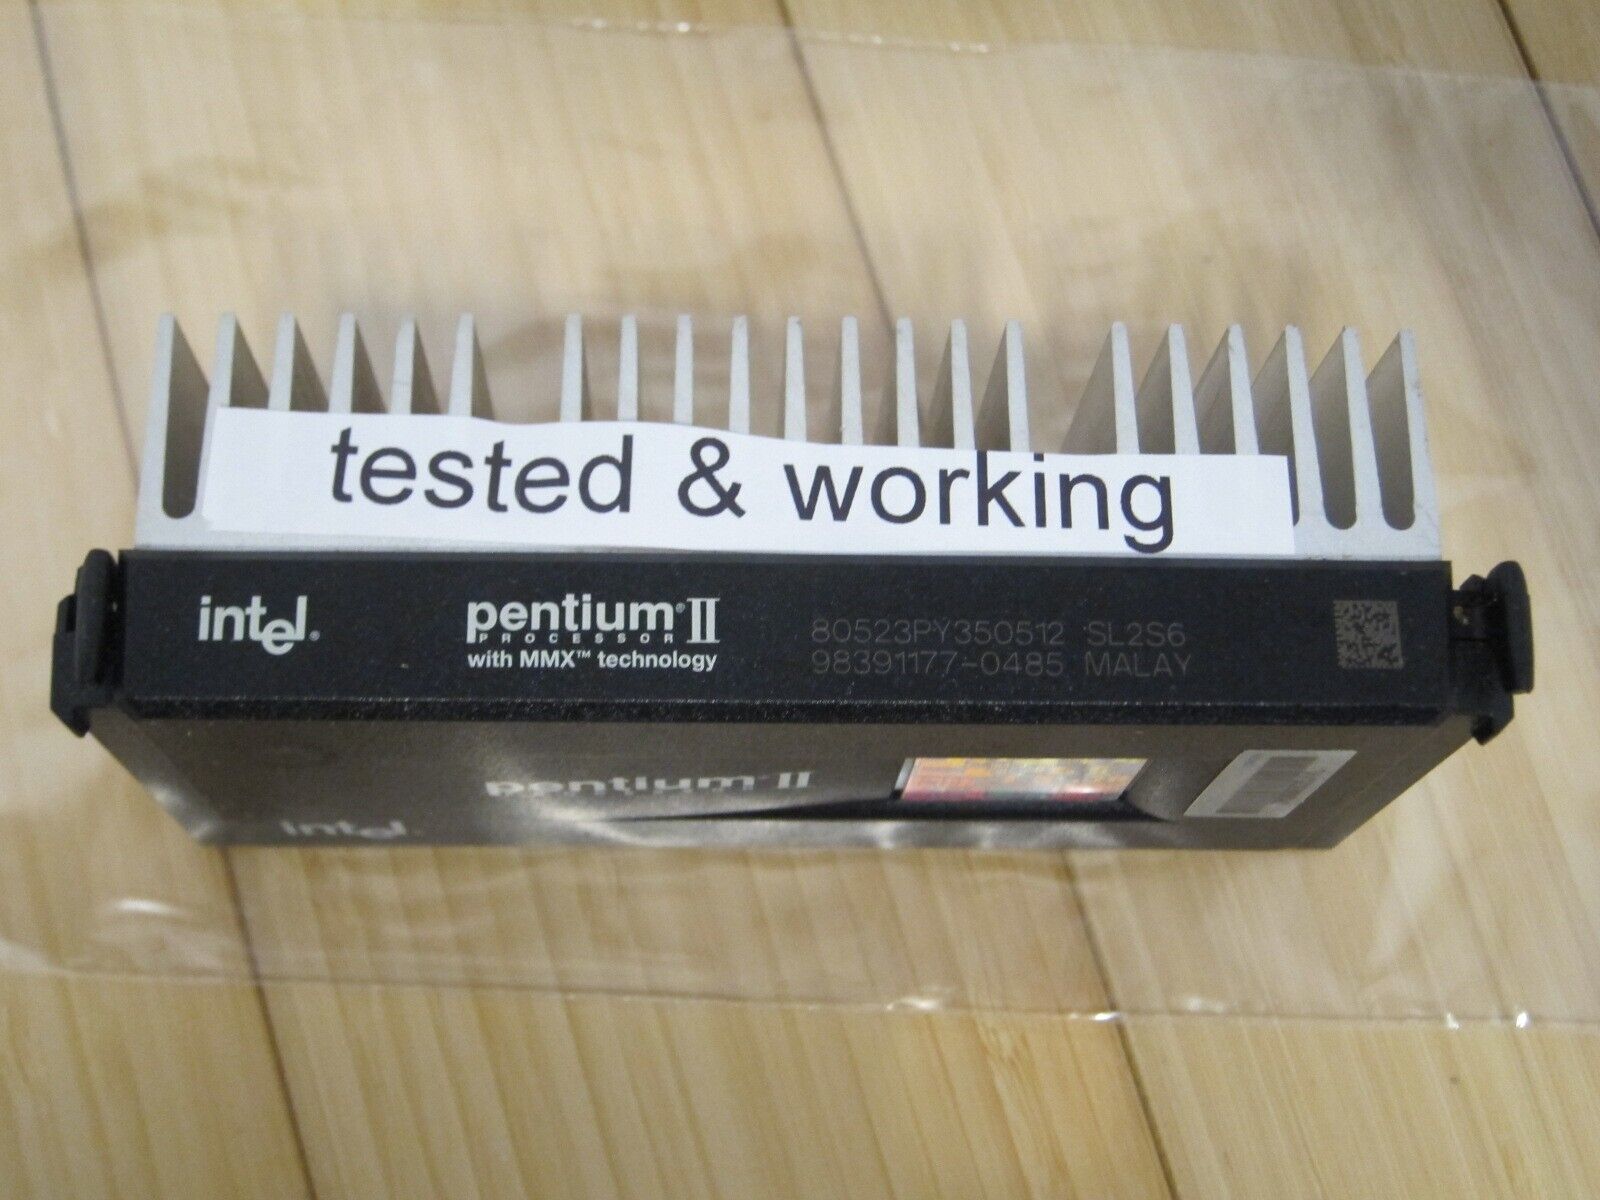 tested & working
intel®
pentium® II
PROCESSOR
with MMX™ technology
80523PY350512 SL2S6
98391177-0485 MALAY
pentium® II
intel®